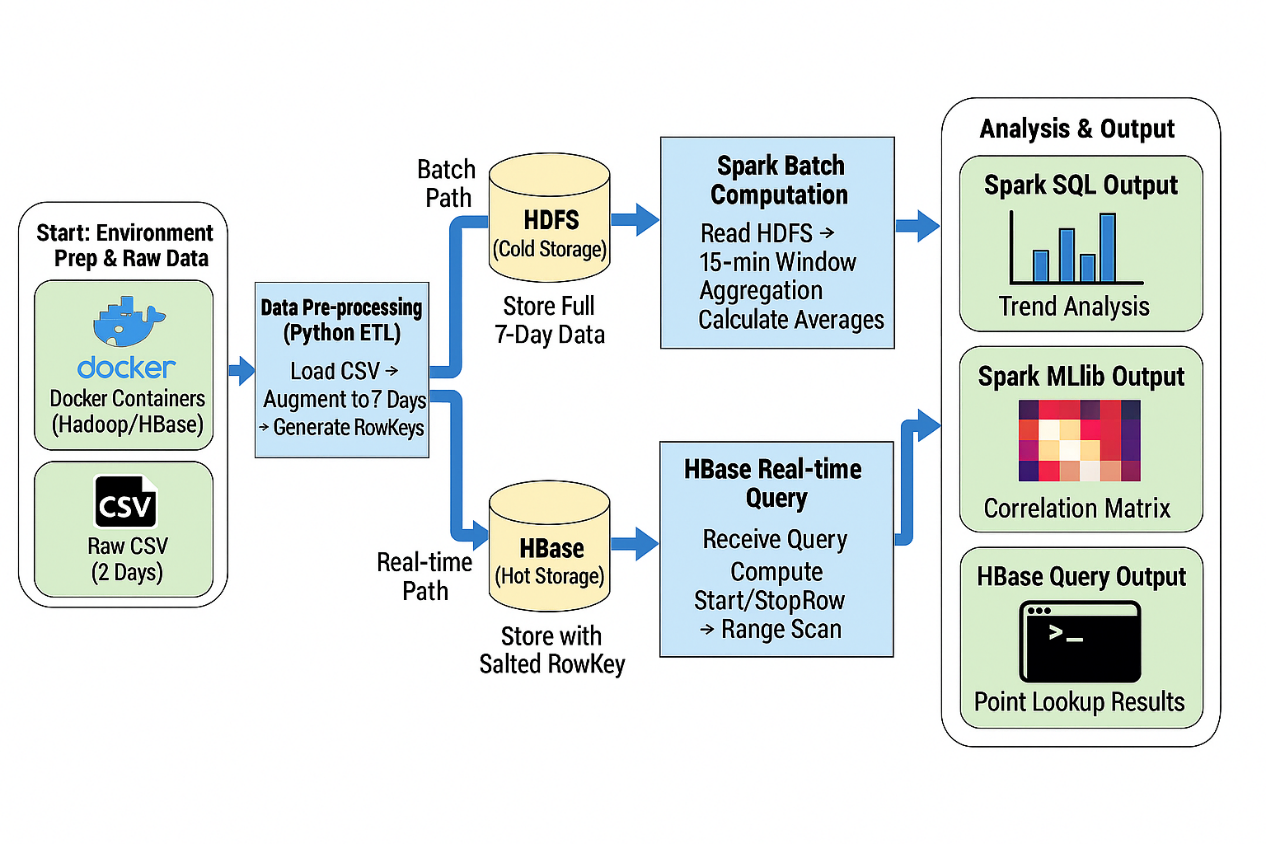 Start: Environment
Prep & Raw Data
docker
Docker Containers
(Hadoop/HBase)
CSV
Raw CSV
(2 Days)
Data Pre-processing
(Python ETL)
Load CSV →
Augment to 7 Days
→ Generate RowKeys
Batch
Path
HDFS
(Cold Storage)
Store Full
7-Day Data
Real-time
Path
HBase
(Hot Storage)
Store with
Salted RowKey
Spark Batch
Computation
Read HDFS →
15-min Window
Aggregation
Calculate Averages
HBase Real-time
Query
Receive Query
Compute
Start/StopRow
→ Range Scan
Analysis & Output
Spark SQL Output
Trend Analysis
Spark MLlib Output
Correlation Matrix
HBase Query Output
>_
Point Lookup Results